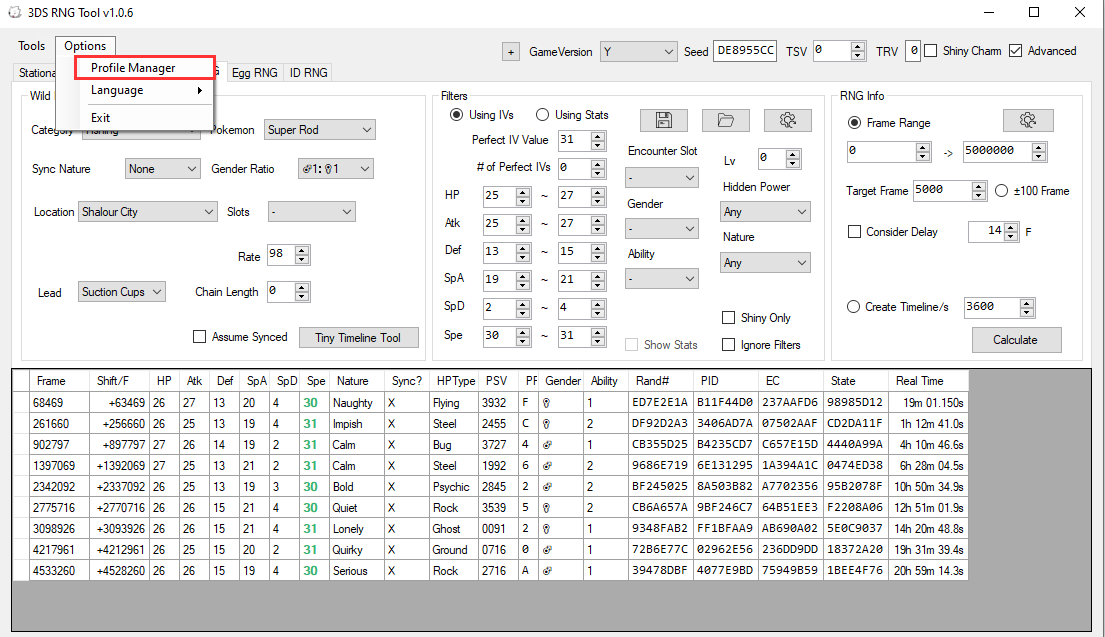 3DS RNG Tool v1.0.6
Tools Options
Profile Manager
Language
Exit
+ GameVersion Y Seed DE8955CC TSV 0 TRV 0 Shiny Charm Advanced
Egg RNG ID RNG
Super Rod
Sync Nature None Gender Ratio ♂1:♀1
Location Shalour City Slots -
Rate 98
Lead Suction Cups Chain Length 0
Assume Synced Tiny Timeline Tool
Filters
Using IVs Using Stats
Perfect IV Value 31
# of Perfect IVs 0
HP 25 ~ 27
Atk 25 ~ 27
Def 13 ~ 15
SpA 19 ~ 21
SpD 2 ~ 4
Spe 30 ~ 31
Encounter Slot
-
Gender
-
Ability
-
Show Stats
Lv 0
Hidden Power
Any
Nature
Any
Shiny Only
Ignore Filters
RNG Info
Frame Range
0 -> 5000000
Target Frame 5000 ±100 Frame
Consider Delay 14 F
Create Timeline/s 3600
Calculate
Frame Shift/F HP Atk Def SpA SpD Spe Nature Sync? HPType PSV Gender Ability Rand# PID EC State Real Time
68469 +63469 26 27 13 20 4 30 Naughty X Flying 3932 F ♀ 1 ED7E2E1A B11F44D0 237AAFD6 98985D12 19m 01.150s
261660 +256660 26 25 13 19 4 31 Impish X Steel 2455 C ♀ 2 DF92D2A3 3406AD7A 07502AAF CD2DA11F 1h 12m 41.0s
902797 +897797 27 26 14 19 2 31 Calm X Bug 3727 4 ♂ 1 CB355D25 B4235CD7 C657E15D 4440A99A 4h 10m 46.6s
1397069 +1392069 27 25 13 21 2 31 Calm X Steel 1992 6 ♂ 2 9686E719 6E131295 1A394A1C 0474ED38 6h 28m 04.5s
2342092 +2337092 26 25 13 19 3 30 Bold X Psychic 2845 2 ♂ 2 BF245025 8A503B82 A7702356 95B2078F 10h 50m 34.9s
2775716 +2770716 26 26 15 21 4 30 Quiet X Rock 3539 5 ♀ 2 CB6A657A 9BF246C7 64B51EE3 F2208A06 12h 51m 01.9s
3098926 +3093926 26 26 15 21 4 31 Lonely X Ghost 0091 2 ♀ 1 9348FAB2 FF1BFAA9 AB690A02 5E0C9037 14h 20m 48.8s
4217961 +4212961 26 25 15 20 2 31 Quirky X Ground 0716 0 ♂ 1 72B6E77C 02962E56 236DD9DD 18372A20 19h 31m 39.4s
4533260 +4528260 26 26 15 19 4 30 Serious X Rock 2716 A ♂ 1 39478DBF 4077E9BD 75949B59 1BEE4F76 20h 59m 14.3s